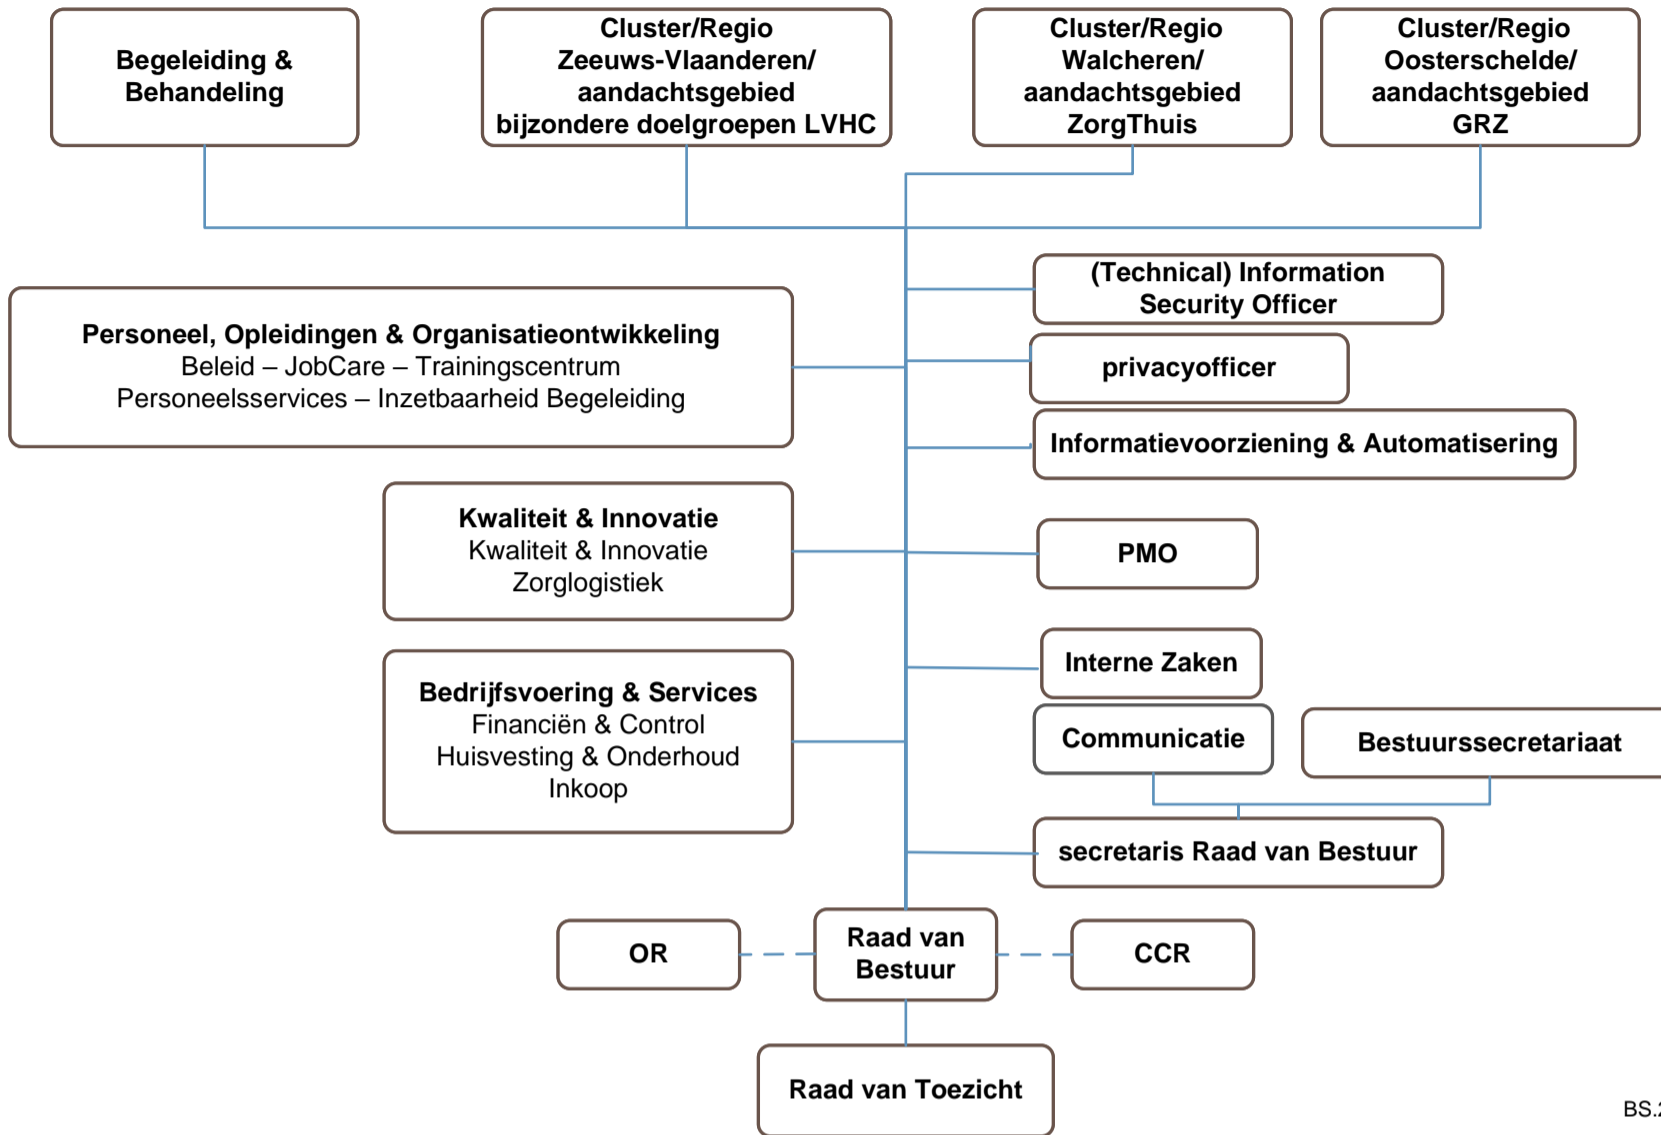 Begeleiding &
Behandeling
Cluster/Regio
Zeeuws-Vlaanderen/
aandachtsgebied
bijzondere doelgroepen LVHC
Cluster/Regio
Walcheren/
aandachtsgebied
ZorgThuis
Cluster/Regio
Oosterschelde/
aandachtsgebied
GRZ
(Technical) Information
Security Officer
Personeel, Opleidingen & Organisatieontwikkeling
Beleid – JobCare – Trainingscentrum
Personeelsservices – Inzetbaarheid Begeleiding
privacyofficer
Informatievoorziening & Automatisering
Kwaliteit & Innovatie
Kwaliteit & Innovatie
Zorglogistiek
PMO
Interne Zaken
Bedrijfsvoering & Services
Financiën & Control
Huisvesting & Onderhoud
Inkoop
Communicatie
Bestuurssecretariaat
secretaris Raad van Bestuur
OR
Raad van
Bestuur
CCR
Raad van Toezicht